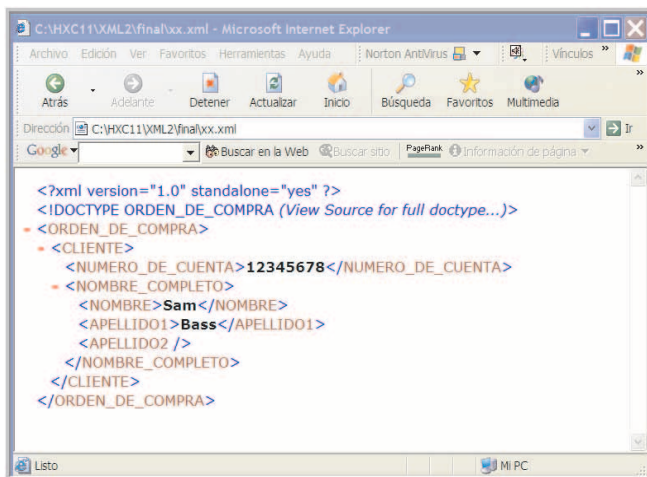 C:\HXC11\XML2\final\xx.xml - Microsoft Internet Explorer
Archivo Edición Ver Favoritos Herramientas Ayuda Norton AntiVirus Vínculos »
Atrás Adelante Detener Actualizar Inicio Búsqueda Favoritos Multimedia »
Dirección C:\HXC11\XML2\final\xx.xml Ir
Google Buscar en la Web Buscar sitio PageRank Información de página »
<?xml version="1.0" standalone="yes" ?>
<!DOCTYPE ORDEN_DE_COMPRA (View Source for full doctype...)>
- <ORDEN_DE_COMPRA>
- <CLIENTE>
<NUMERO_DE_CUENTA>12345678</NUMERO_DE_CUENTA>
- <NOMBRE_COMPLETO>
<NOMBRE>Sam</NOMBRE>
<APELLIDO1>Bass</APELLIDO1>
<APELLIDO2 />
</NOMBRE_COMPLETO>
</CLIENTE>
</ORDEN_DE_COMPRA>
Listo Mi PC